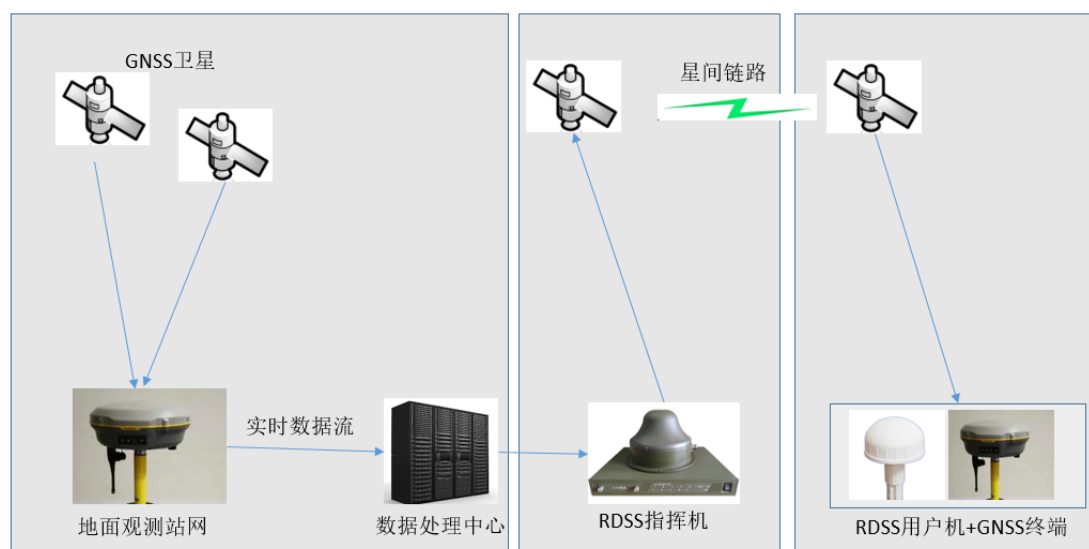 GNSS卫星
星间链路
实时数据流
地面观测站网
数据处理中心
RDSS指挥机
RDSS用户机+GNSS终端